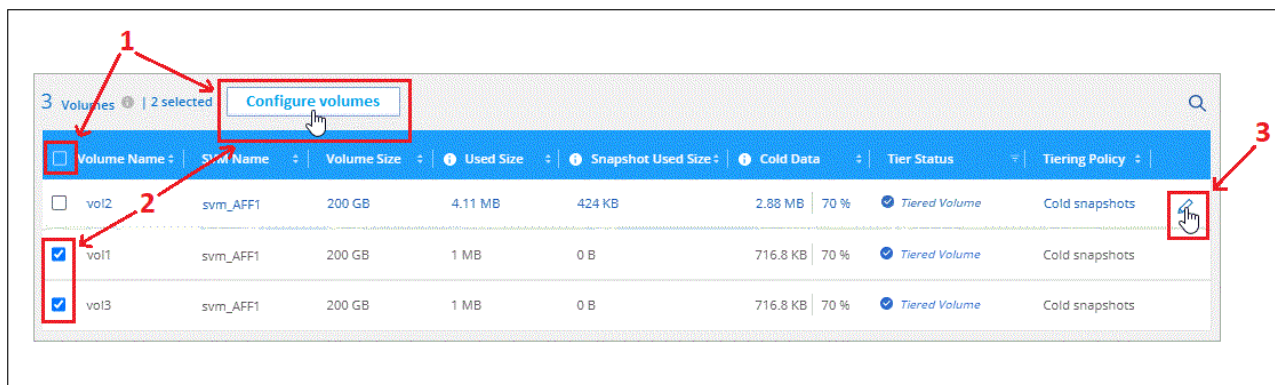 1
3 Volumes | 2 selected Configure volumes
3
Volume Name SVM Name Volume Size Used Size Snapshot Used Size Cold Data Tier Status Tiering Policy
2
vol2 svm_AFF1 200 GB 4.11 MB 424 KB 2.88 MB 70 % Tiered Volume Cold snapshots
vol1 svm_AFF1 200 GB 1 MB 0 B 716.8 KB 70 % Tiered Volume Cold snapshots
vol3 svm_AFF1 200 GB 1 MB 0 B 716.8 KB 70 % Tiered Volume Cold snapshots